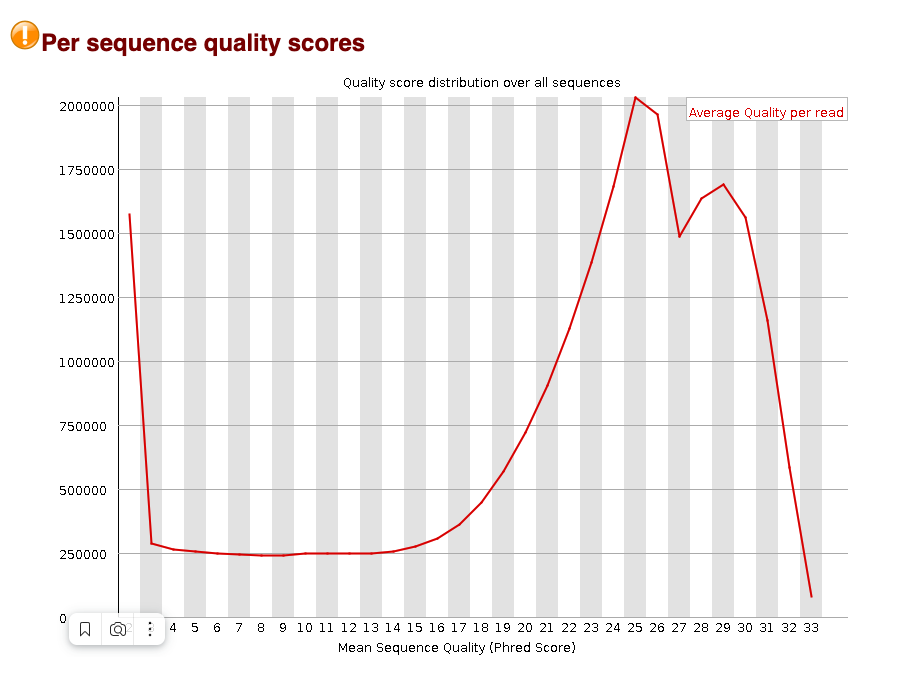 Per sequence quality scores
Quality score distribution over all sequences
Average Quality per read
2000000
1750000
1500000
1250000
1000000
750000
500000
250000
0
2 3 4 5 6 7 8 9 10 11 12 13 14 15 16 17 18 19 20 21 22 23 24 25 26 27 28 29 30 31 32 33
Mean Sequence Quality (Phred Score)